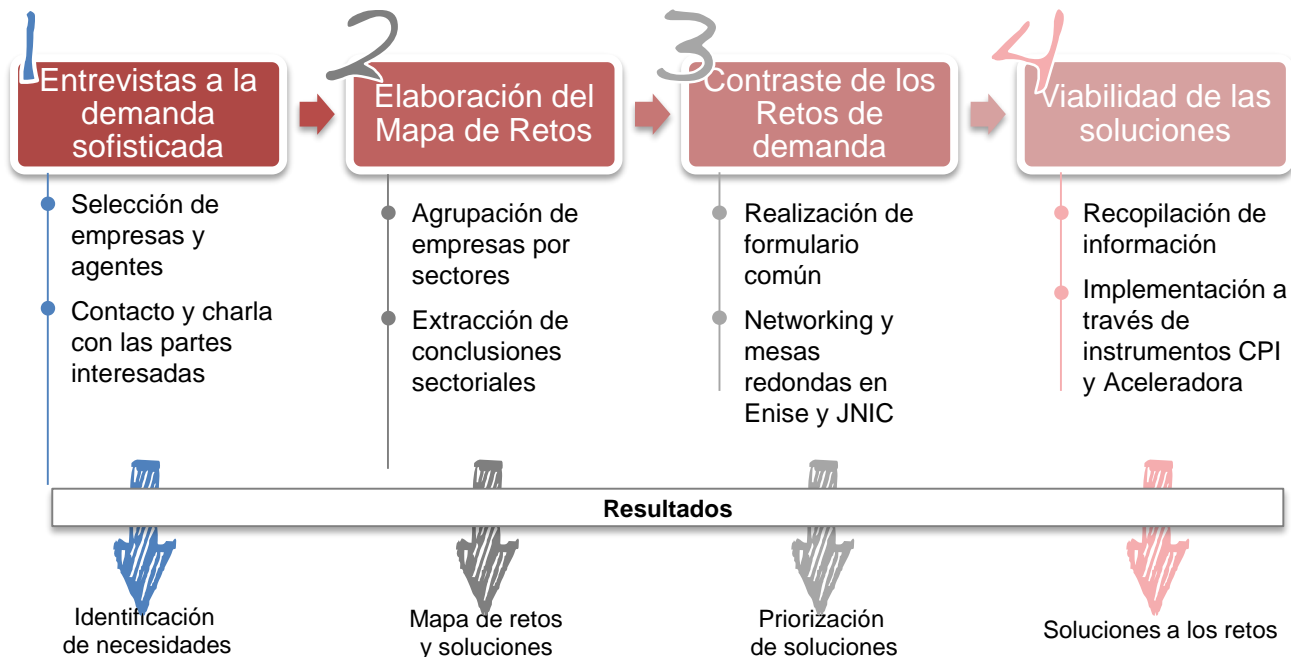 1
Entrevistas a la
demanda
sofisticada
Selección de
empresas y
agentes
Contacto y charla
con las partes
interesadas
2
Elaboración del
Mapa de Retos
Agrupación de
empresas por
sectores
Extracción de
conclusiones
sectoriales
3
Contraste de los
Retos de
demanda
Realización de
formulario
común
Networking y
mesas
redondas en
Enise y JNIC
4
Viabilidad de las
soluciones
Recopilación de
información
Implementación a
través de
instrumentos CPI
y Aceleradora
Resultados
Identificación
de necesidades
Mapa de retos
y soluciones
Priorización
de soluciones
Soluciones a los retos